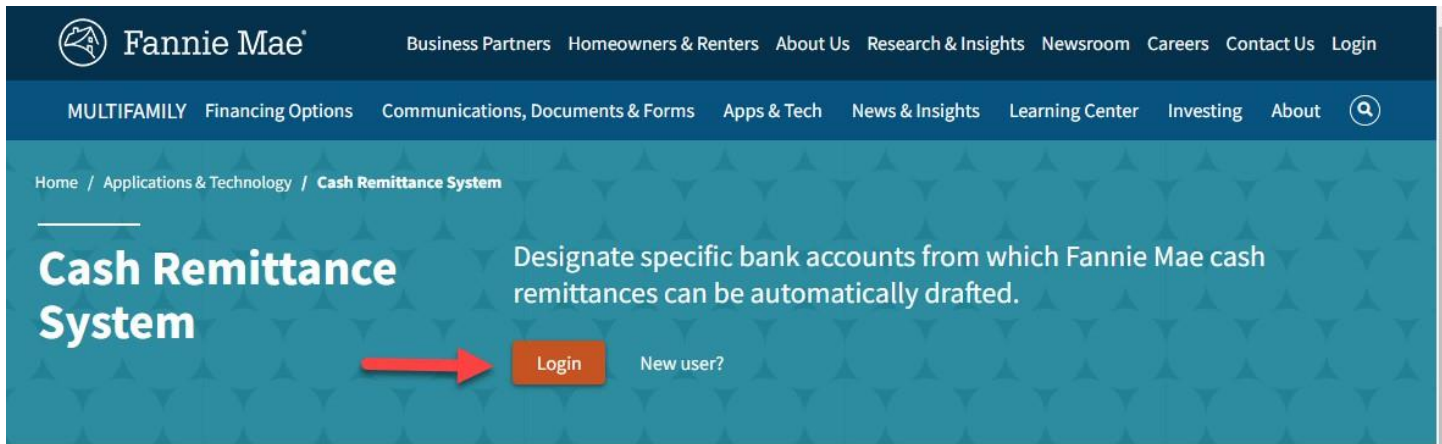 Fannie Mae®
Business Partners Homeowners & Renters About Us Research & Insights Newsroom Careers Contact Us Login
MULTIFAMILY Financing Options Communications, Documents & Forms Apps & Tech News & Insights Learning Center Investing About
Home / Applications & Technology / Cash Remittance System
Cash Remittance
System
Designate specific bank accounts from which Fannie Mae cash
remittances can be automatically drafted.
Login New user?